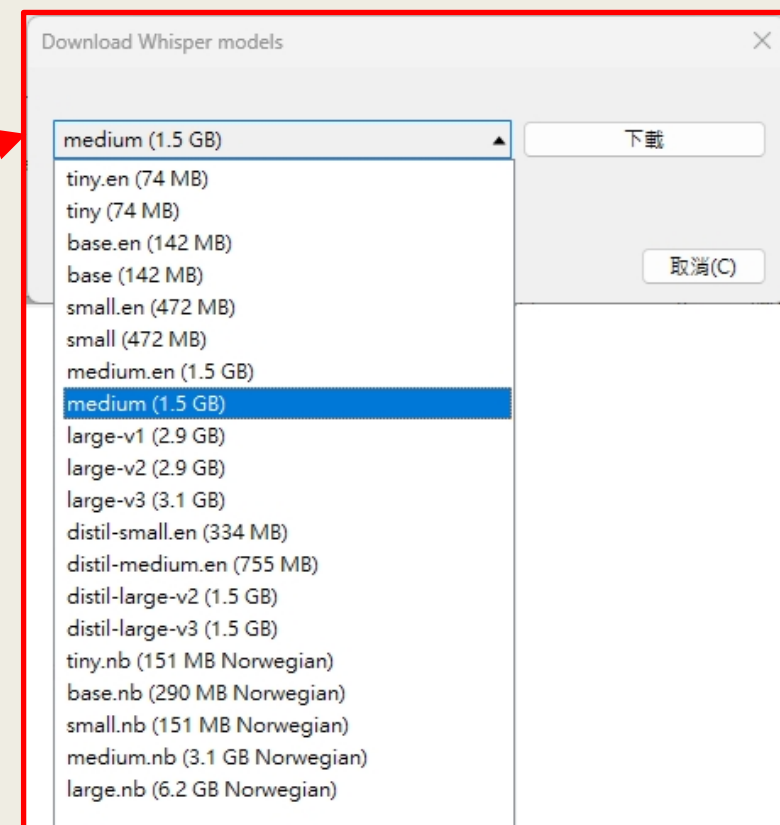 Download Whisper models
medium (1.5 GB)
下載
tiny.en (74 MB)
tiny (74 MB)
base.en (142 MB)
base (142 MB)
取消(C)
small.en (472 MB)
small (472 MB)
medium.en (1.5 GB)
medium (1.5 GB)
large-v1 (2.9 GB)
large-v2 (2.9 GB)
large-v3 (3.1 GB)
distil-small.en (334 MB)
distil-medium.en (755 MB)
distil-large-v2 (1.5 GB)
distil-large-v3 (1.5 GB)
tiny.nb (151 MB Norwegian)
base.nb (290 MB Norwegian)
small.nb (151 MB Norwegian)
medium.nb (3.1 GB Norwegian)
large.nb (6.2 GB Norwegian)